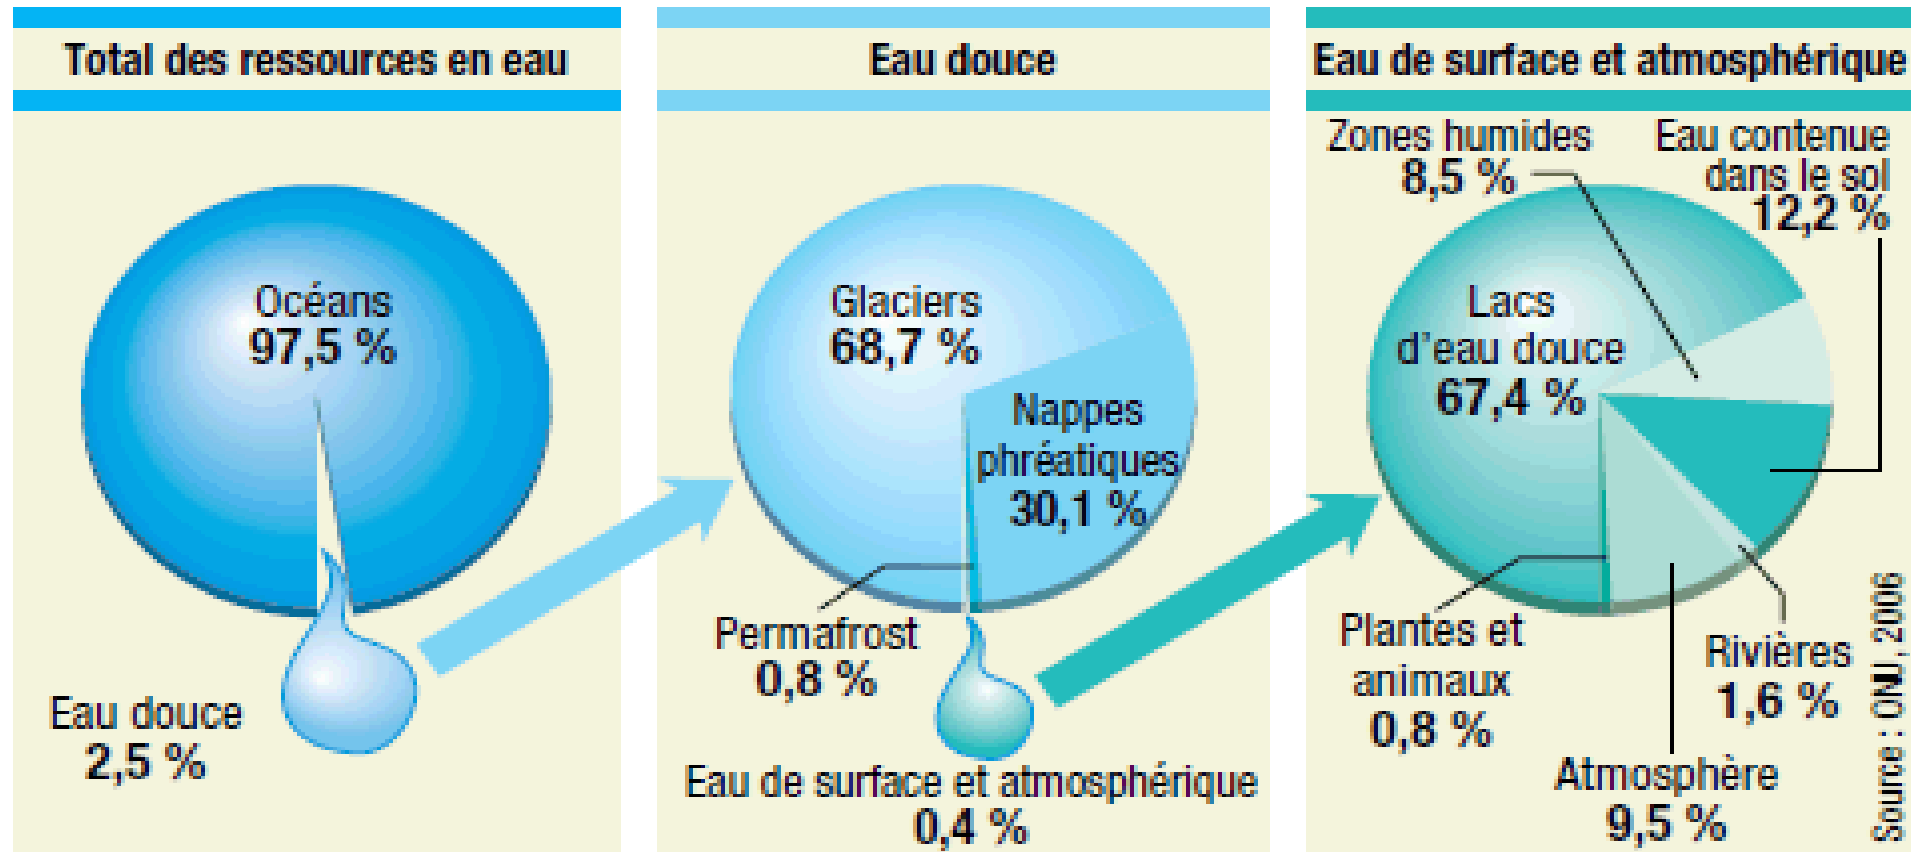 Total des ressources en eau
Océans
97,5 %
Eau douce
2,5 %
Eau douce
Glaciers
68,7 %
Nappes
phréatiques
30,1 %
Permafrost
0,8 %
Eau de surface et atmosphérique
0,4 %
Eau de surface et atmosphérique
Zones humides
8,5 %
Eau contenue
dans le sol
12,2 %
Lacs
d'eau douce
67,4 %
Plantes et
animaux
0,8 %
Rivières
1,6 %
Atmosphère
9,5 %
Source : ONU, 2006